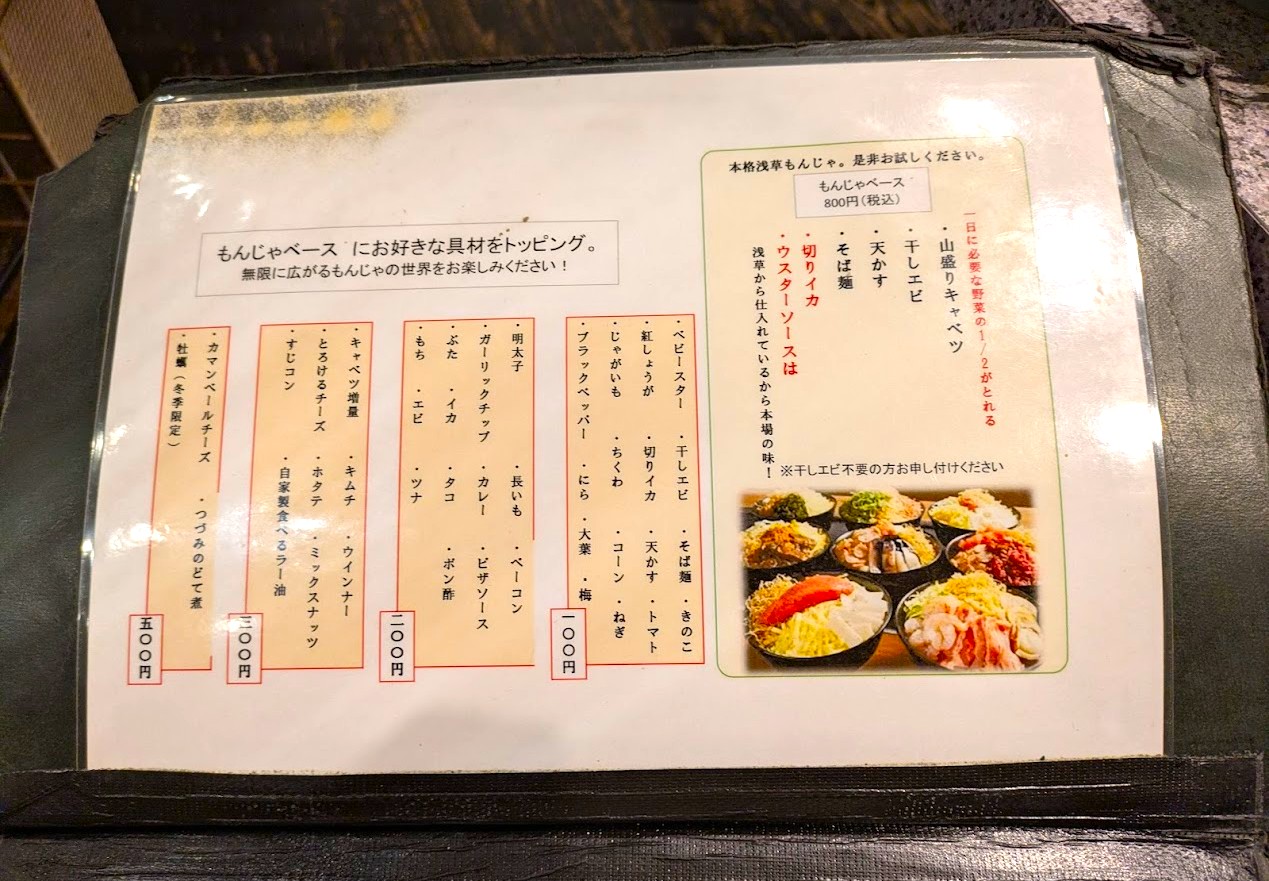 本格浅草もんじゃ。是非お試しください。
もんじゃベース
800円(税込)
一日に必要な野菜の1/2がとれる
・山盛りキャベツ
・干しエビ
・天かす
・そば麺
・切りイカ
・ウスターソースは
浅草から仕入れているから本場の味！
※干しエビ不要の方お申し付けください
もんじゃベース にお好きな具材をトッピング。
無限に広がるもんじゃの世界をお楽しみください！
・ベビースター ・干しエビ ・そば麺 ・きのこ
・紅しょうが ・切りイカ ・天かす ・トマト
・じゃがいも ・ちくわ ・コーン ・ねぎ
・ブラックペッパー ・にら ・大葉 ・梅
一〇〇円
・明太子 ・長いも ・ベーコン
・ガーリックチップ ・カレー ・ピザソース
・ぶた ・イカ ・タコ ・ポン酢
・もち ・エビ ・ツナ
二〇〇円
・キャベツ増量 ・キムチ ・ウインナー
・とろけるチーズ ・ホタテ ・ミックスナッツ
・すじコン ・自家製食べるラー油
三〇〇円
・カマンベールチーズ ・つづみのどて煮
・牡蠣（冬季限定）
五〇〇円